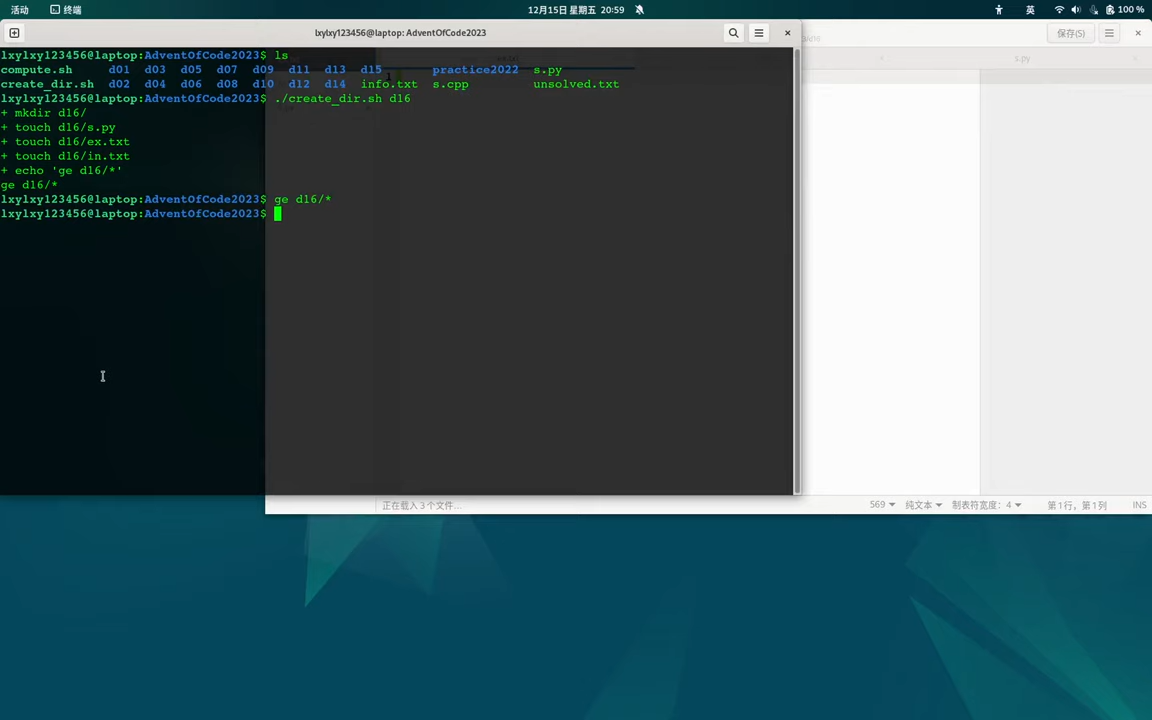 活动 终端 12月15日 星期五 20:59 英 100 %
lxylxy123456@laptop: AdventOfCode2023
保存(S)
s.py
lxylxy123456@laptop:AdventOfCode2023$ ls
compute.sh d01 d03 d05 d07 d09 d11 d13 d15 practice2022 s.py
create_dir.sh d02 d04 d06 d08 d10 d12 d14 info.txt s.cpp unsolved.txt
lxylxy123456@laptop:AdventOfCode2023$ ./create_dir.sh d16
+ mkdir d16/
+ touch d16/s.py
+ touch d16/ex.txt
+ touch d16/in.txt
+ echo 'ge d16/*'
ge d16/*
lxylxy123456@laptop:AdventOfCode2023$ ge d16/*
lxylxy123456@laptop:AdventOfCode2023$
正在载入 3 个文件… 569 纯文本 制表符宽度: 4 第 1 行，第 1 列 INS